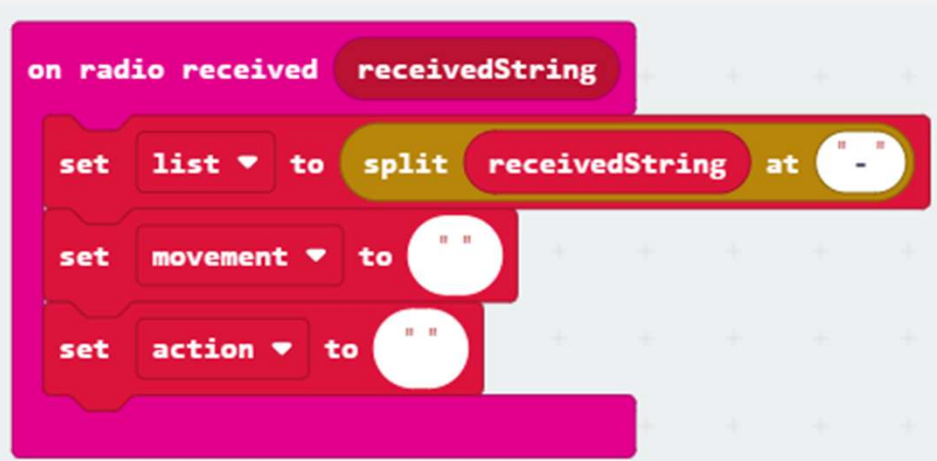 on radio received receivedString
set list to split receivedString at "-"
set movement to " "
set action to " "